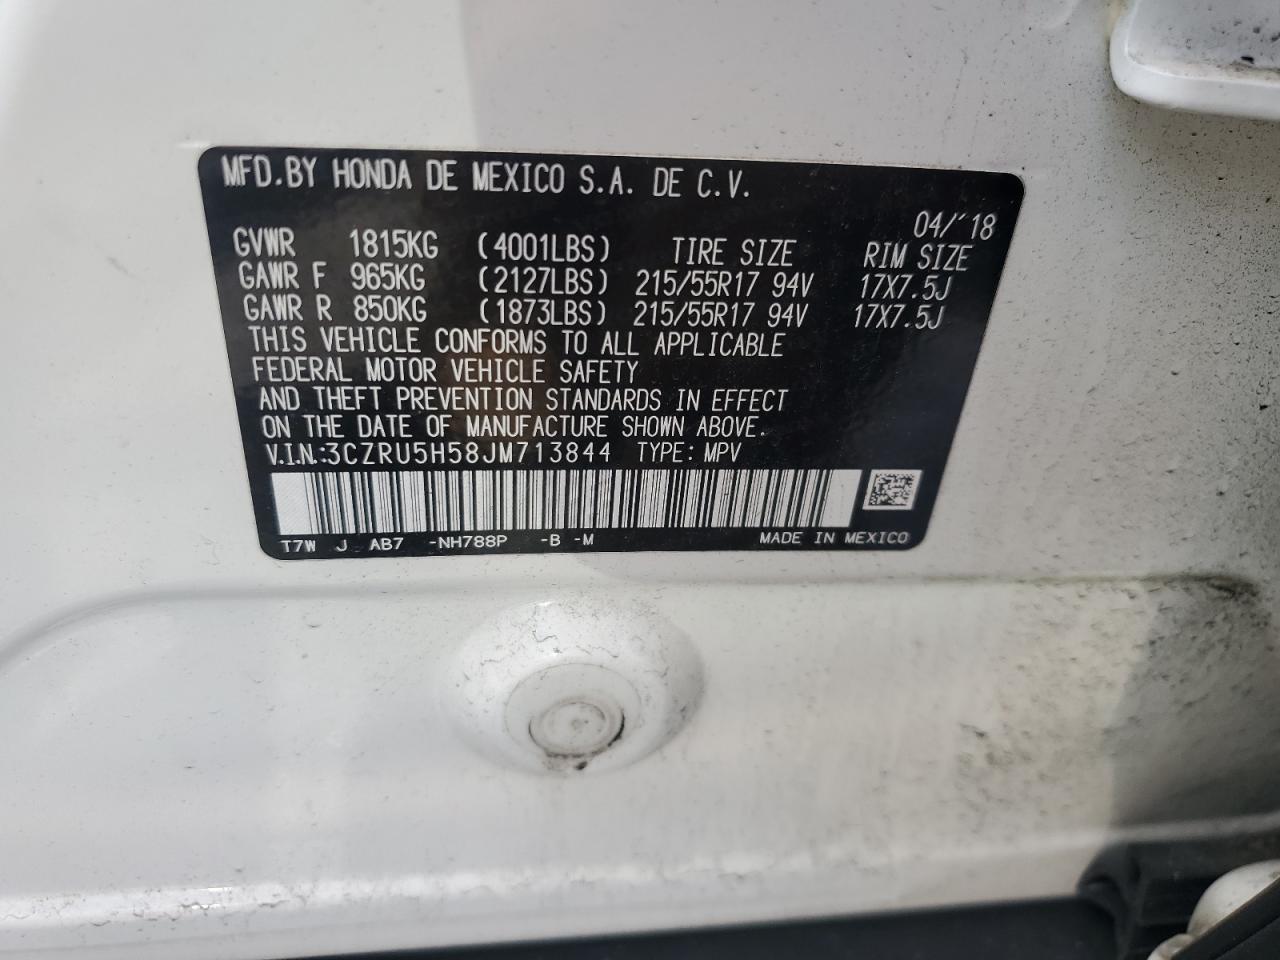 MFD.BY HONDA DE MEXICO S.A. DE C.V.
04/'18
GVWR 1815KG (4001LBS) TIRE SIZE RIM SIZE
GAWR F 965KG (2127LBS) 215/55R17 94V 17X7.5J
GAWR R 850KG (1873LBS) 215/55R17 94V 17X7.5J
THIS VEHICLE CONFORMS TO ALL APPLICABLE
FEDERAL MOTOR VEHICLE SAFETY
AND THEFT PREVENTION STANDARDS IN EFFECT
ON THE DATE OF MANUFACTURE SHOWN ABOVE.
V.I.N.:3CZRU5H58JM713844 TYPE: MPV
T7W J AB7 -NH788P -B -M MADE IN MEXICO